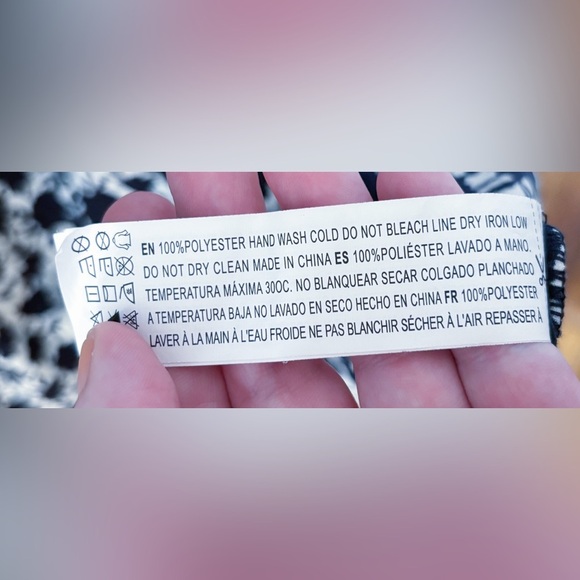 EN 100%POLYESTER HAND WASH COLD DO NOT BLEACH LINE DRY IRON LOW
DO NOT DRY CLEAN MADE IN CHINA ES 100%POLIÉSTER LAVADO A MANO.
TEMPERATURA MÁXIMA 30OC. NO BLANQUEAR SECAR COLGADO PLANCHADO
A TEMPERATURA BAJA NO LAVADO EN SECO HECHO EN CHINA FR 100%POLYESTER
LAVER À LA MAIN À L'EAU FROIDE NE PAS BLANCHIR SÉCHER À L'AIR REPASSER À